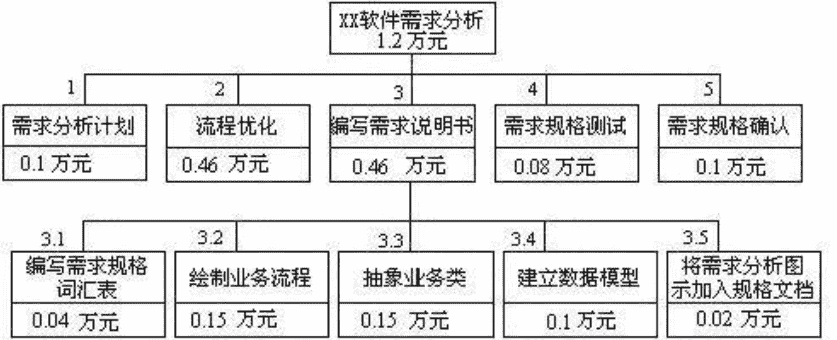 XX软件需求分析
1.2 万元
1
2
3
4
5
需求分析计划
流程优化
编写需求说明书
需求规格测试
需求规格确认
0.1 万元
0.46 万元
0.46 万元
0.08 万元
0.1 万元
3.1
3.2
3.3
3.4
3.5
编写需求规格
词汇表
绘制业务流程
抽象业务类
建立数据模型
将需求分析图
示加入规格文档
0.04 万元
0.15 万元
0.15 万元
0.1 万元
0.02 万元